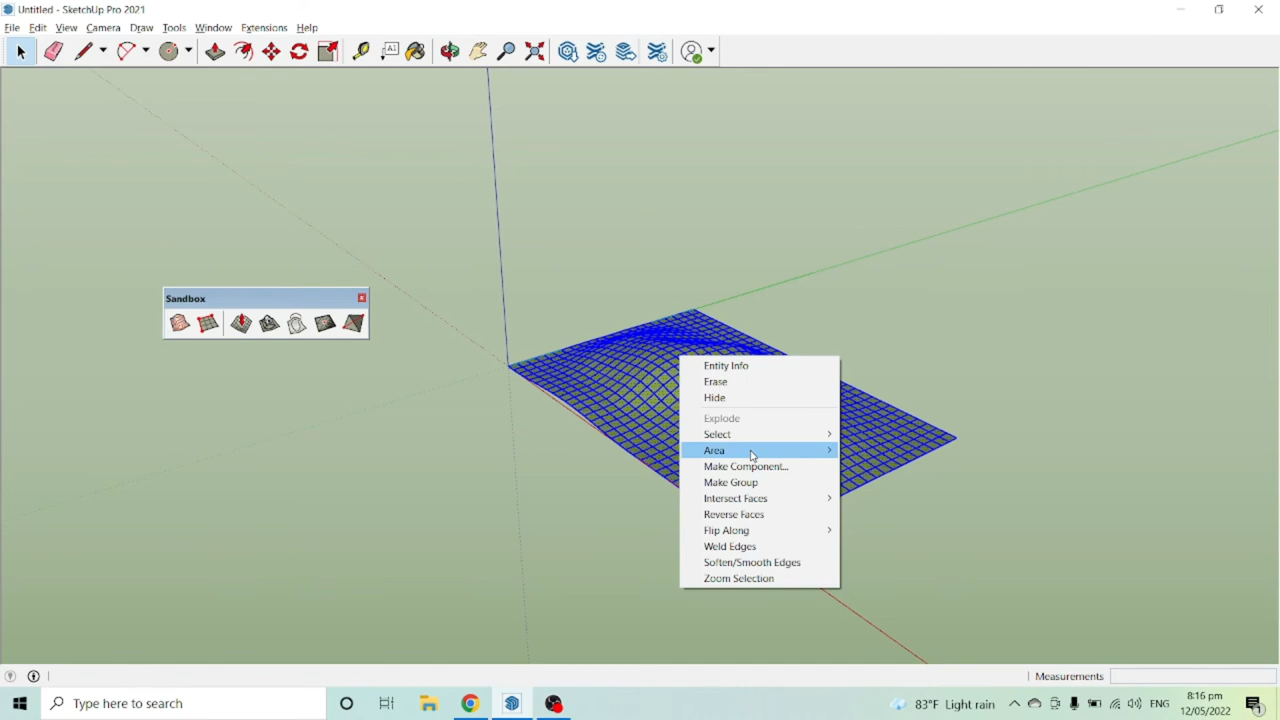 Untitled - SketchUp Pro 2021
File Edit View Camera Draw Tools Window Extensions Help
AI
Sandbox
x
Entity Info
Erase
Hide
Explode
Select
Area
Make Component...
Make Group
Intersect Faces
Reverse Faces
Flip Along
Weld Edges
Soften/Smooth Edges
Zoom Selection
Measurements
Type here to search
83°F Light rain
ENG
8:16 pm
12/05/2022
1